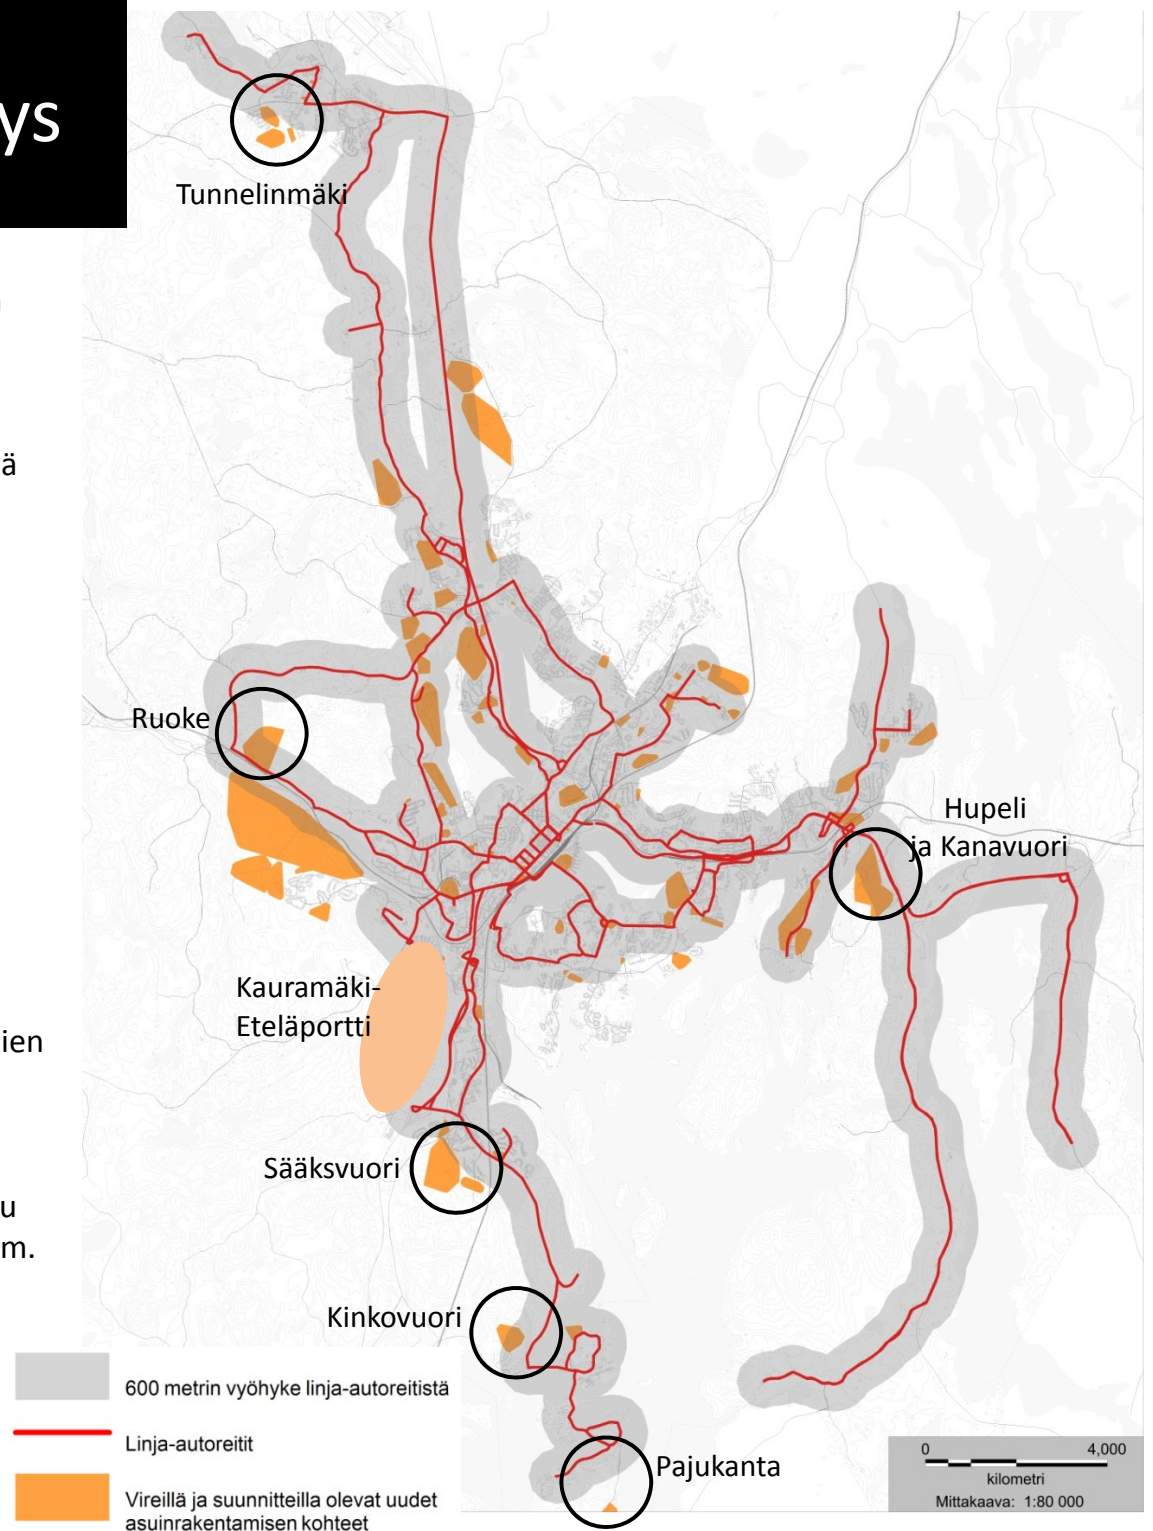 ys
ä
ien
u
m.
Tunnelinmäki
Ruoke
Hupeli
ja Kanavuori
Kauramäki-
Eteläportti
Sääksvuori
Kinkovuori
Pajukanta
600 metrin vyöhyke linja-autoreitistä
Linja-autoreitit
Vireillä ja suunnitteilla olevat uudet
asuinrakentamisen kohteet
0 4,000
kilometri
Mittakaava: 1:80 000